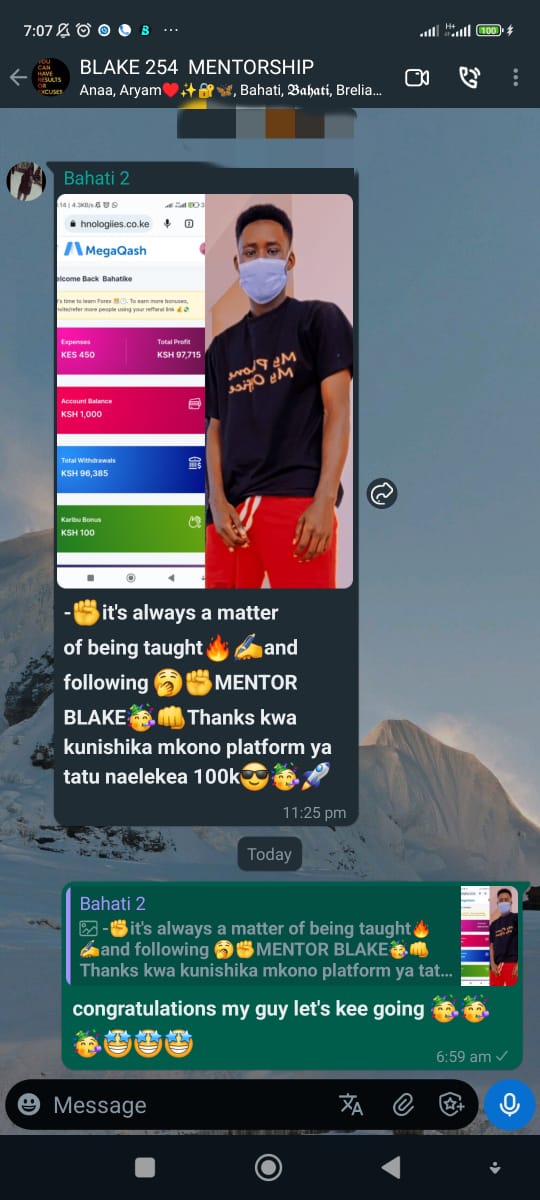 7:07
H+
100
YOU CAN HAVE RESULTS OR EXCUSES
BLAKE 254 MENTORSHIP
Anaa, Aryam❤️✨🔐🦋, Bahati, 𝕭𝖆𝖍𝖆𝖙𝖎, Brelia...
Bahati 2
:14 | 4.3KB/s
hnologiies.co.ke
MegaQash
elcome Back Bahatike
's time to learn Forex 🎊🕒. To earn more bonuses,
nvite/refer more people using your reffaral link 💰💸
Expenses
KES 450
Total Profit
KSH 97,715
Account Balance
KSH 1,000
Total Withdrawals
KSH 96,385
Karibu Bonus
KSH 100
My Phone
My Office
-✊it's always a matter
of being taught🔥✍️and
following 🥱✊MENTOR
BLAKE🥳👊Thanks kwa
kunishika mkono platform ya
tatu naelekea 100k😎🥳🚀
11:25 pm
Today
Bahati 2
-✊it's always a matter of being taught🔥
✍️and following 🥱✊MENTOR BLAKE🥳👊
Thanks kwa kunishika mkono platform ya tat...
congratulations my guy let's kee going 🥳🥳
🥳🤩🤩🤩
6:59 am
Message